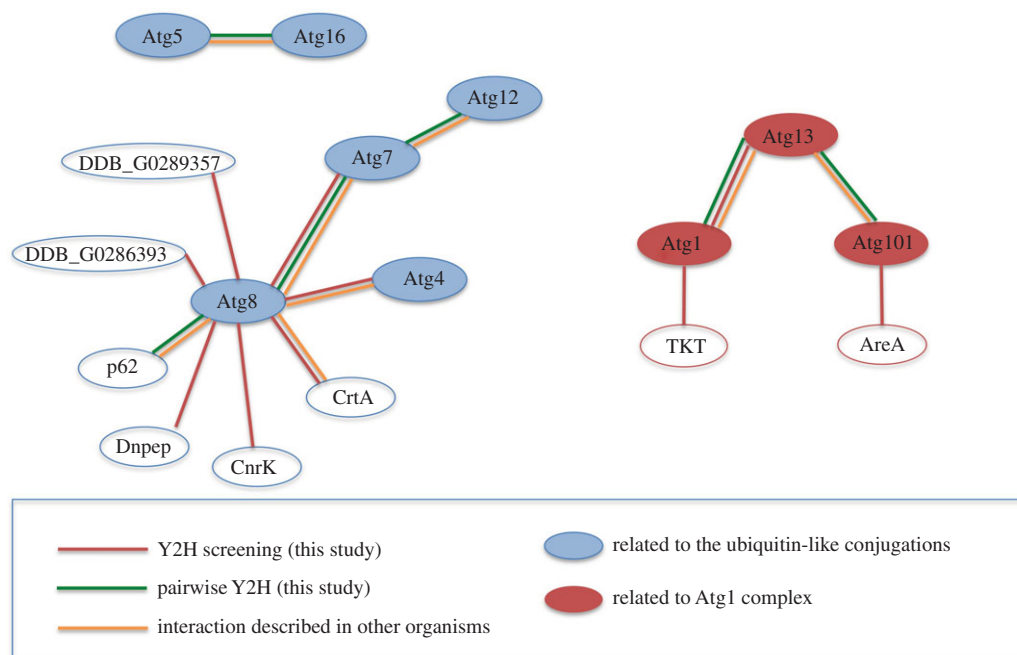 Atg5
Atg16
Atg12
Atg7
Atg13
DDB_G0289357
DDB_G0286393
Atg1
Atg101
Atg4
Atg8
p62
TKT
AreA
CrtA
Dnpep
CnrK
Y2H screening (this study)
pairwise Y2H (this study)
interaction described in other organisms
related to the ubiquitin-like conjugations
related to Atg1 complex